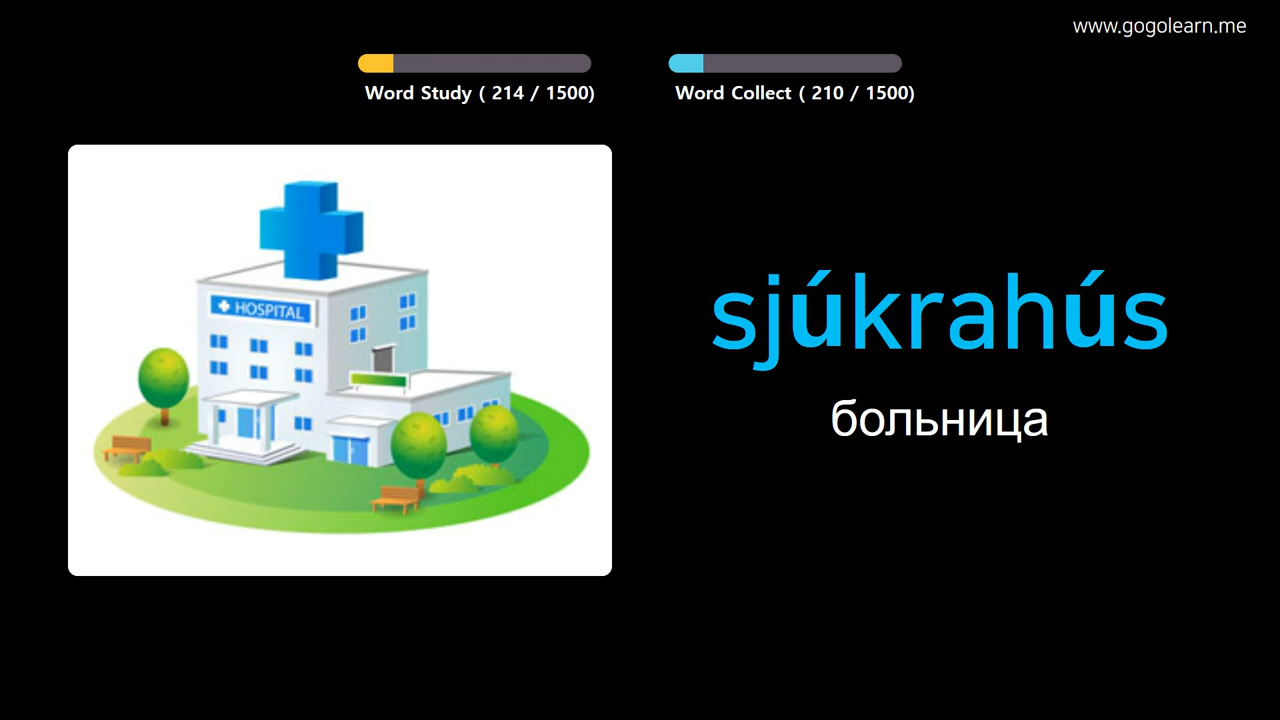 www.gogolearn.me
Word Study ( 214 / 1500)
Word Collect ( 210 / 1500)
HOSPITAL
sjúkrahús
больница